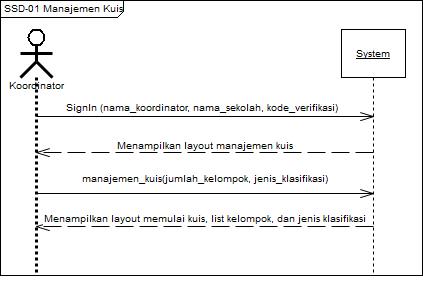 SSD-01 Manajemen Kuis
Koordinator
System
SignIn (nama_koordinator, nama_sekolah, kode_verifikasi)
Menampilkan layout manajemen kuis
manajemen_kuis(jumlah_kelompok, jenis_klasifikasi)
Menampilkan layout memulai kuis, list kelompok, dan jenis klasifikasi